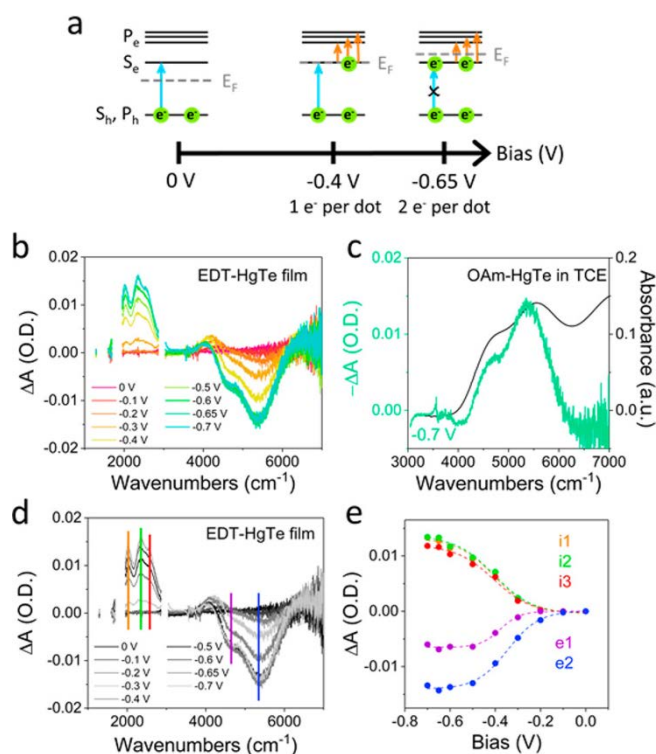 a
P_e
S_e
E_F
S_h, P_h
e⁻ e⁻
e⁻
E_F
e⁻ e⁻
e⁻ e⁻
E_F
e⁻ e⁻
Bias (V)
0 V
-0.4 V
-0.65 V
1 e⁻ per dot
2 e⁻ per dot
b
EDT-HgTe film
ΔA (O.D.)
0.02
0.01
0.00
-0.01
-0.02
0 V
-0.1 V
-0.2 V
-0.3 V
-0.4 V
-0.5 V
-0.6 V
-0.65 V
-0.7 V
2000 4000 6000
Wavenumbers (cm⁻¹)
c
OAm-HgTe in TCE
−ΔA (O.D.)
0.02
0.01
0.00
-0.7 V
0.2
0.1
0.0
Absorbance (a.u.)
3000 4000 5000 6000 7000
Wavenumbers (cm⁻¹)
d
EDT-HgTe film
ΔA (O.D.)
0.02
0.01
0.00
-0.01
-0.02
0 V
-0.1 V
-0.2 V
-0.3 V
-0.4 V
-0.5 V
-0.6 V
-0.65 V
-0.7 V
2000 4000 6000
Wavenumbers (cm⁻¹)
e
ΔA (O.D.)
0.01
0.00
-0.01
i1
i2
i3
e1
e2
-0.8 -0.6 -0.4 -0.2 0.0
Bias (V)